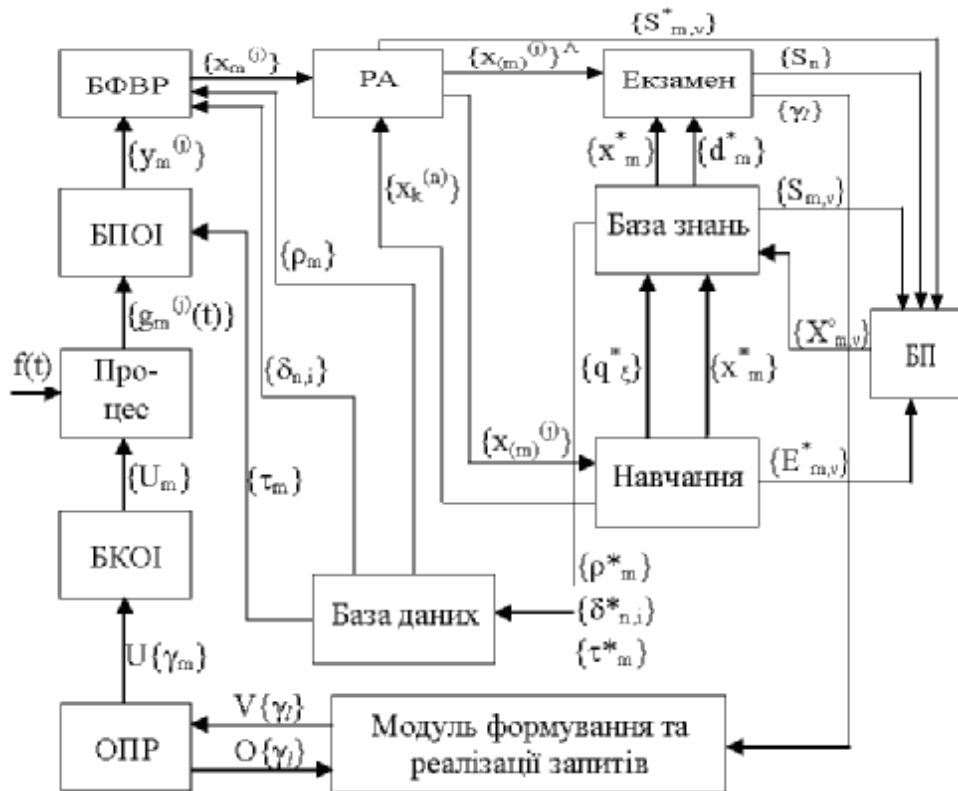 {S*m,v}
{xm(j)}
{x(m)(j)}^
{Sn}
БФВР
РА
Екзамен
{γl}
{ym(j)}
{x*m}
{d*m}
{xk(n)}
{Sm,v}
БПОІ
База знань
{ρm}
{gm(j)(t)}
{X°m,v}
БП
f(t)
Про-
цес
{δn,i}
{q*ξ}
{x*m}
{x(m)(j)}
{Um}
{τm}
Навчання
{E*m,v}
БКОІ
{ρ*m}
База даних
{δ*n,i}
{τ*m}
U{γm}
V{γl}
ОПР
O{γl}
Модуль формування та
реалізації запитів